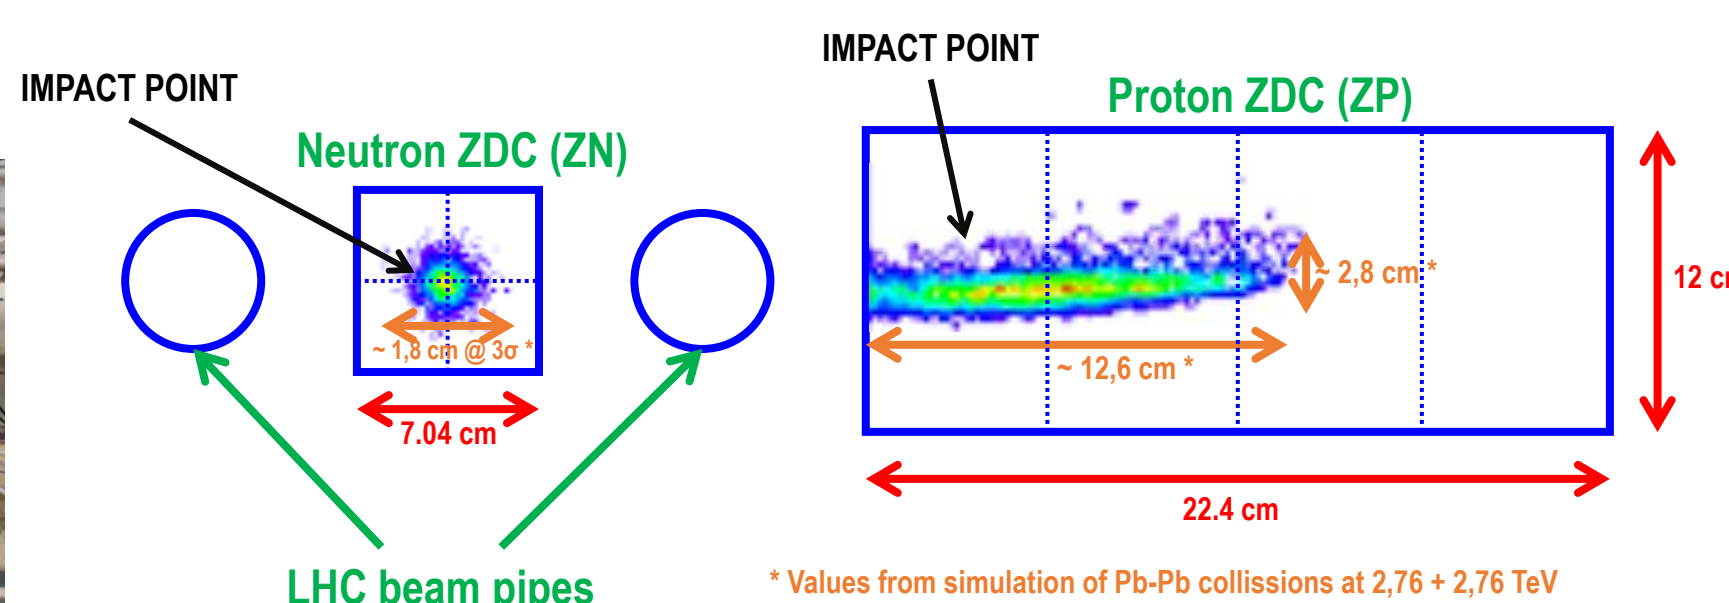 IMPACT POINT
IMPACT POINT
Proton ZDC (ZP)
Neutron ZDC (ZN)
~ 2,8 cm *
12 c
~ 1,8 cm @ 3σ *
~ 12,6 cm *
7.04 cm
22.4 cm
LHC beam pipes
* Values from simulation of Pb-Pb collissions at 2,76 + 2,76 TeV